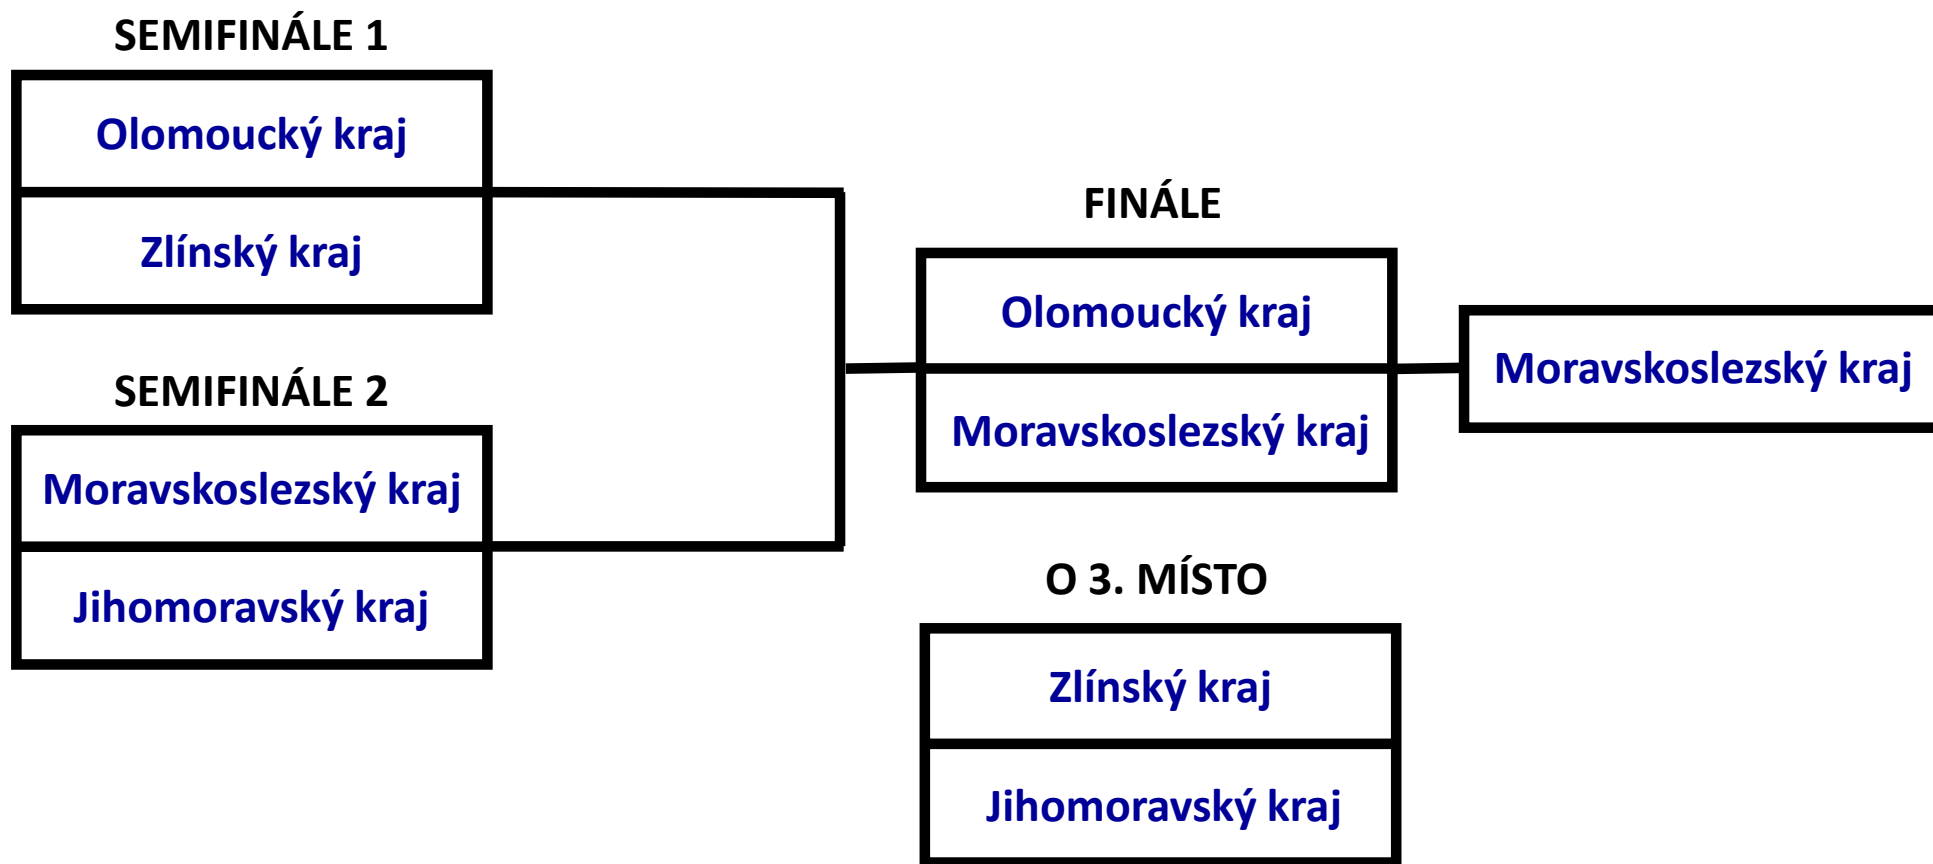 SEMIFINÁLE 1
Olomoucký kraj
Zlínský kraj
SEMIFINÁLE 2
Moravskoslezský kraj
Jihomoravský kraj
FINÁLE
Olomoucký kraj
Moravskoslezský kraj
Moravskoslezský kraj
O 3. MÍSTO
Zlínský kraj
Jihomoravský kraj